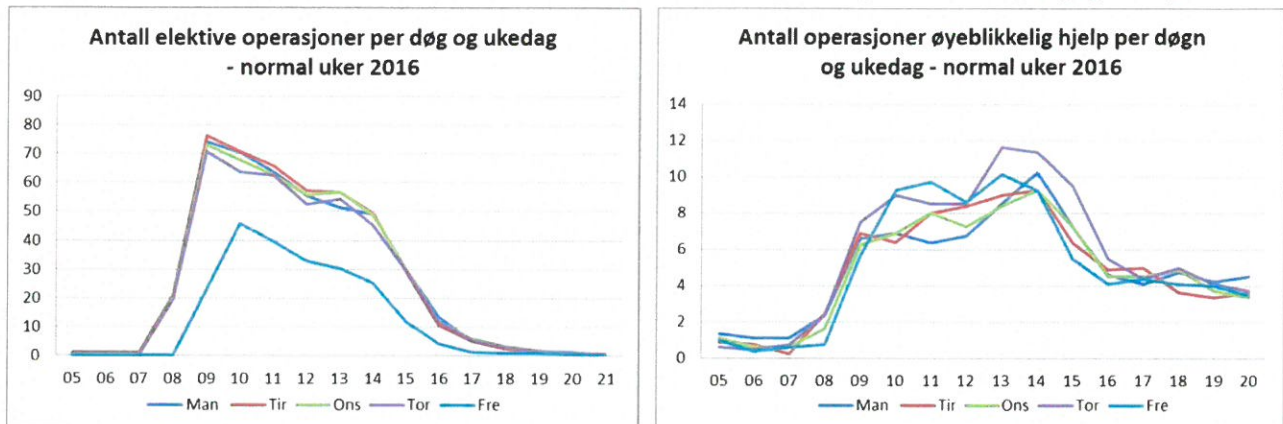 Antall elektive operasjoner per døg og ukedag
- normal uker 2016
90
80
70
60
50
40
30
20
10
0
05 06 07 08 09 10 11 12 13 14 15 16 17 18 19 20 21
Man Tir Ons Tor Fre
Antall operasjoner øyeblikkelig hjelp per døgn
og ukedag - normal uker 2016
14
12
10
8
6
4
2
0
05 06 07 08 09 10 11 12 13 14 15 16 17 18 19 20
Man Tir Ons Tor Fre